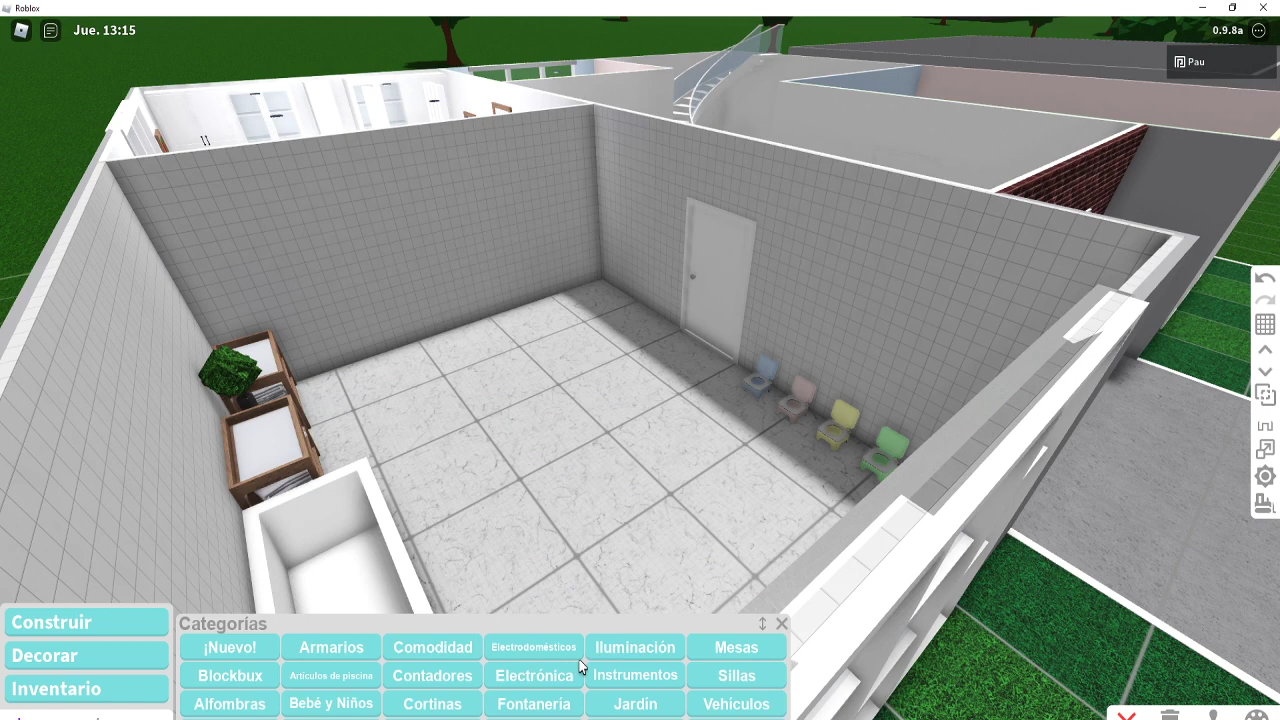 Roblox
Jue. 13:15
0.9.8a
Pau
Construir
Decorar
Inventario
Categorías
¡Nuevo! Armarios Comodidad Electrodomésticos Iluminación Mesas
Blockbux Artículos de piscina Contadores Electrónica Instrumentos Sillas
Alfombras Bebé y Niños Cortinas Fontanería Jardín Vehículos